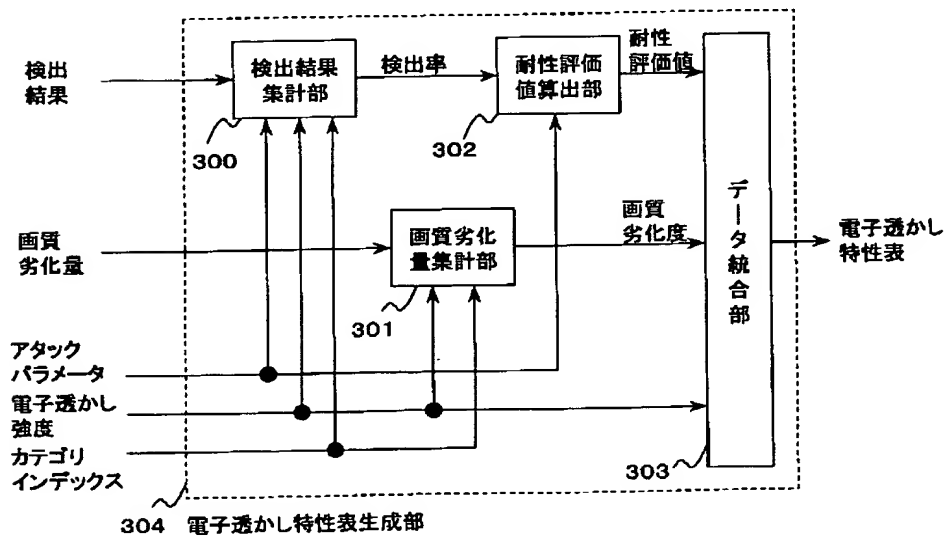 検出
結果
検出結果
集計部
300
検出率
耐性評価
値算出部
302
耐性
評価値
画質
劣化量
画質劣化
量集計部
301
画質
劣化度
データ統合部
303
電子透かし
特性表
アタック
パラメータ
電子透かし
強度
カテゴリ
インデックス
304 電子透かし特性表生成部